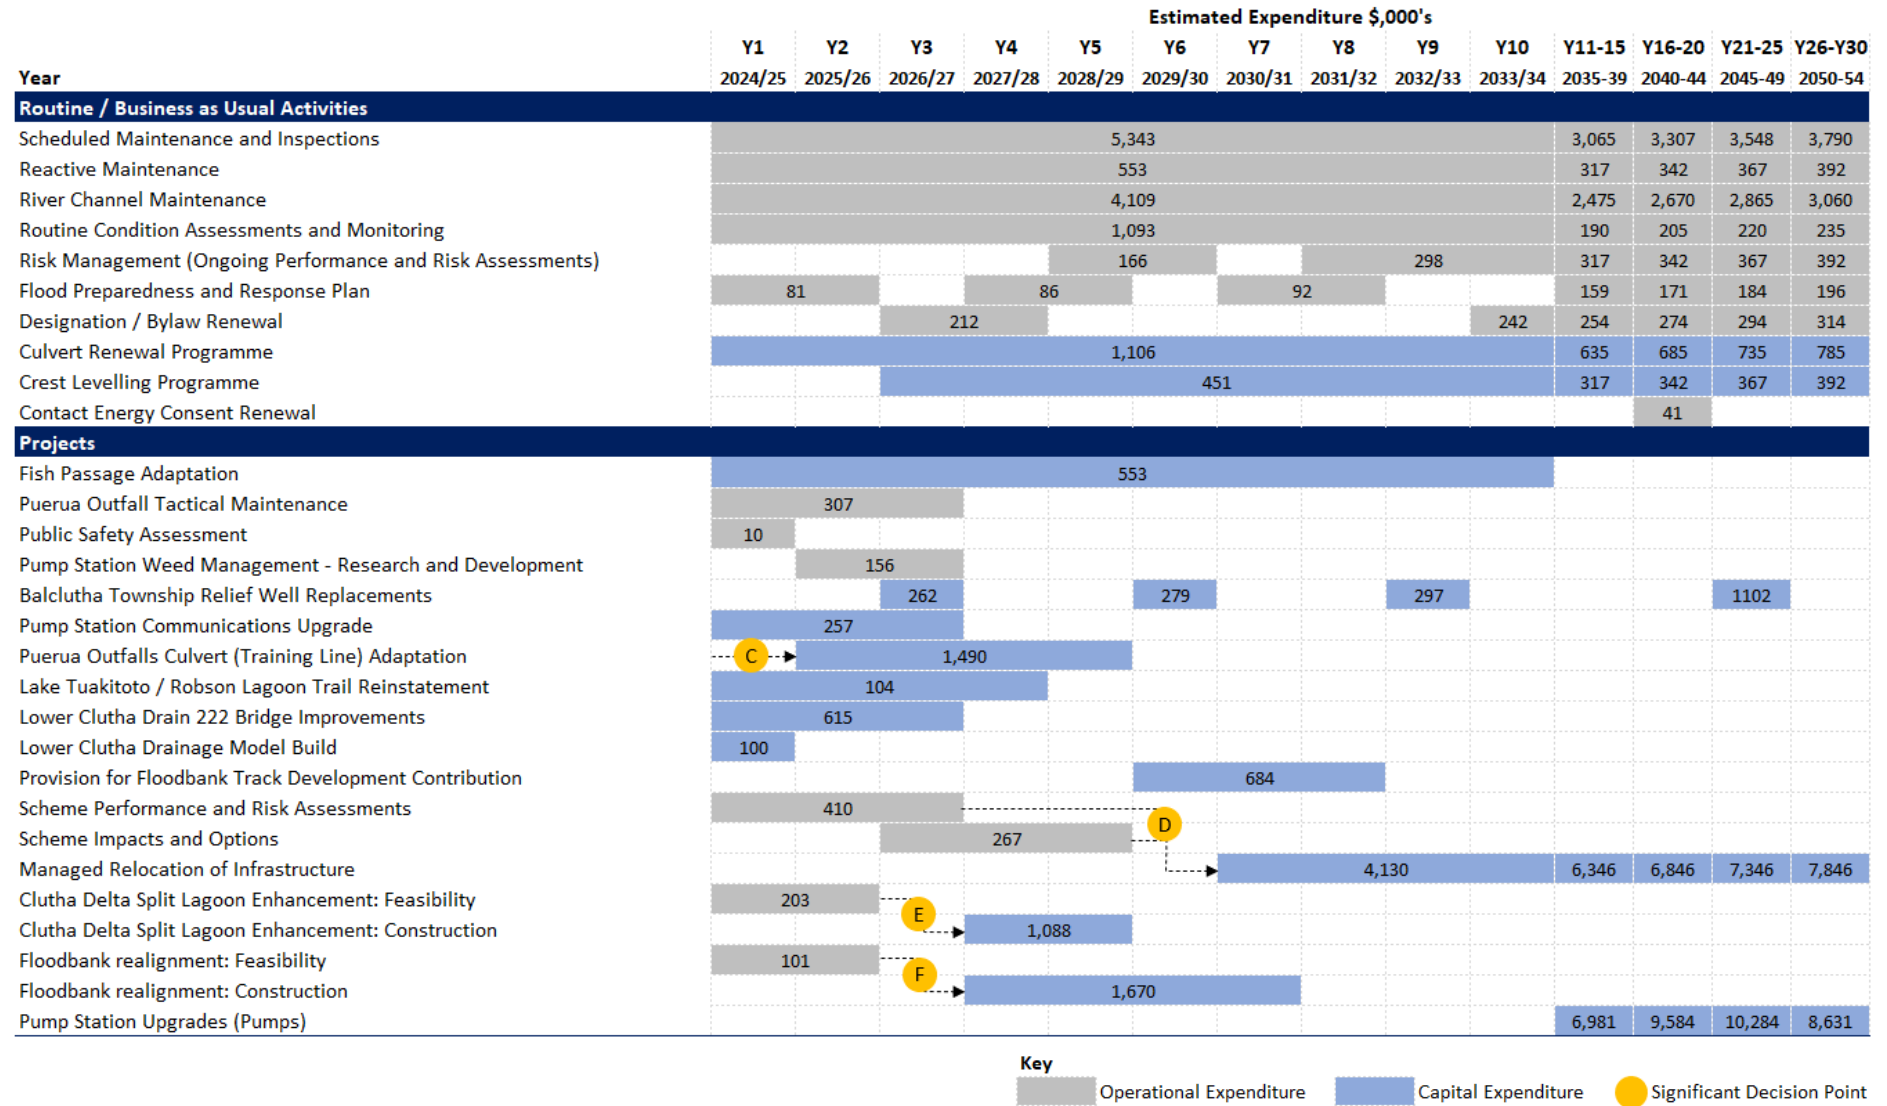 Estimated Expenditure $,000's
Y1 Y2 Y3 Y4 Y5 Y6 Y7 Y8 Y9 Y10 Y11-15 Y16-20 Y21-25 Y26-Y30
Year 2024/25 2025/26 2026/27 2027/28 2028/29 2029/30 2030/31 2031/32 2032/33 2033/34 2035-39 2040-44 2045-49 2050-54
Routine / Business as Usual Activities
Scheduled Maintenance and Inspections 5,343 3,065 3,307 3,548 3,790
Reactive Maintenance 553 317 342 367 392
River Channel Maintenance 4,109 2,475 2,670 2,865 3,060
Routine Condition Assessments and Monitoring 1,093 190 205 220 235
Risk Management (Ongoing Performance and Risk Assessments) 166 298 317 342 367 392
Flood Preparedness and Response Plan 81 86 92 159 171 184 196
Designation / Bylaw Renewal 212 242 254 274 294 314
Culvert Renewal Programme 1,106 635 685 735 785
Crest Levelling Programme 451 317 342 367 392
Contact Energy Consent Renewal 41
Projects
Fish Passage Adaptation 553
Puerua Outfall Tactical Maintenance 307
Public Safety Assessment 10
Pump Station Weed Management - Research and Development 156
Balclutha Township Relief Well Replacements 262 279 297 1102
Pump Station Communications Upgrade 257
Puerua Outfalls Culvert (Training Line) Adaptation C 1,490
Lake Tuakitoto / Robson Lagoon Trail Reinstatement 104
Lower Clutha Drain 222 Bridge Improvements 615
Lower Clutha Drainage Model Build 100
Provision for Floodbank Track Development Contribution 684
Scheme Performance and Risk Assessments 410
D
Scheme Impacts and Options 267
Managed Relocation of Infrastructure 4,130 6,346 6,846 7,346 7,846
Clutha Delta Split Lagoon Enhancement: Feasibility 203
E
Clutha Delta Split Lagoon Enhancement: Construction 1,088
Floodbank realignment: Feasibility 101
F
Floodbank realignment: Construction 1,670
Pump Station Upgrades (Pumps) 6,981 9,584 10,284 8,631
Key
Operational Expenditure Capital Expenditure Significant Decision Point